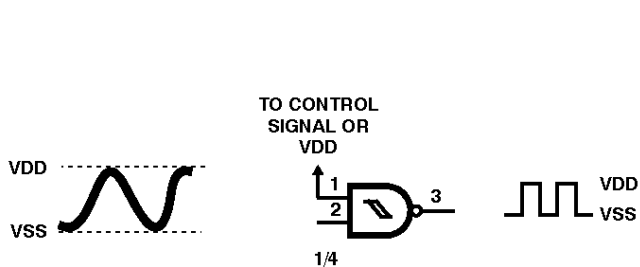 TO CONTROL
SIGNAL OR
VDD
VDD
VSS
1
2
3
1/4
VDD
VSS